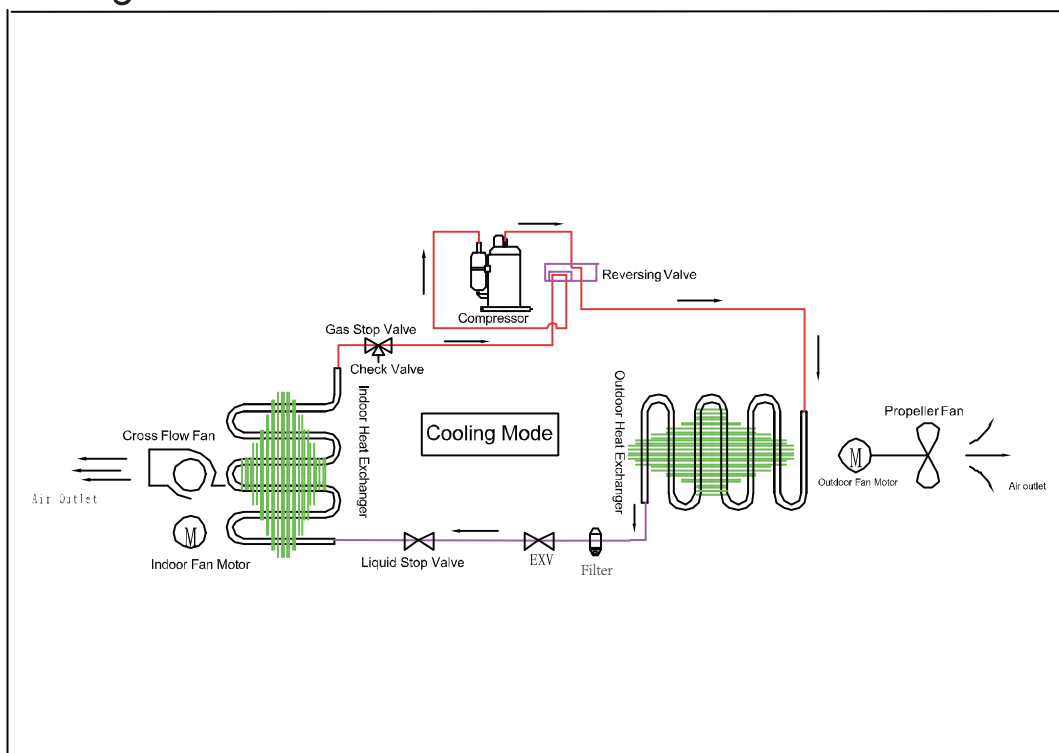 Reversing Valve
Compressor
Gas Stop Valve
Check Valve
Indoor Heat Exchanger
Outdoor Heat Exchanger
Cooling Mode
Propeller Fan
Cross Flow Fan
M
Outdoor Fan Motor
Air outlet
Air Outlet
M
Indoor Fan Motor
Liquid Stop Valve
EXV
Filter